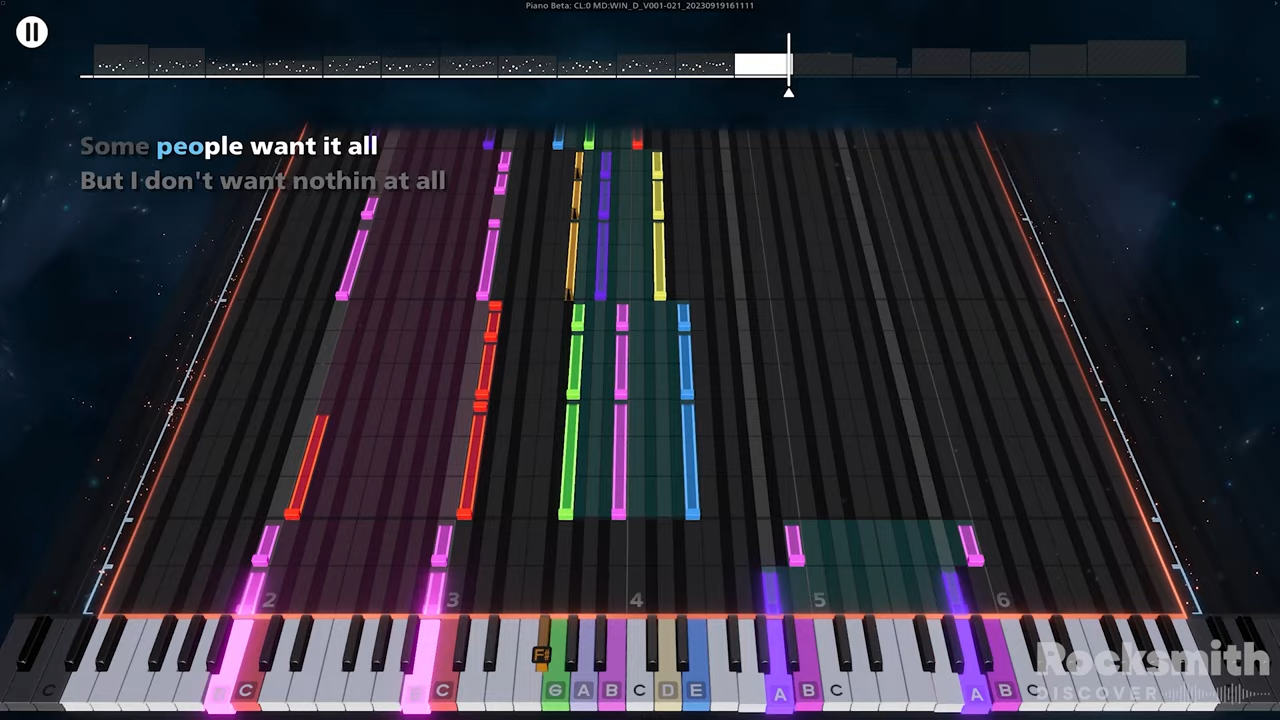 Piano Beta: CL:0 MD:WIN_D_V001-021_20230919161111
Some people want it all
But I don't want nothin at all
2 3 4 5 6
F#
C C C G A B C D E A B C A B C
Rocksmith
DISCOVER